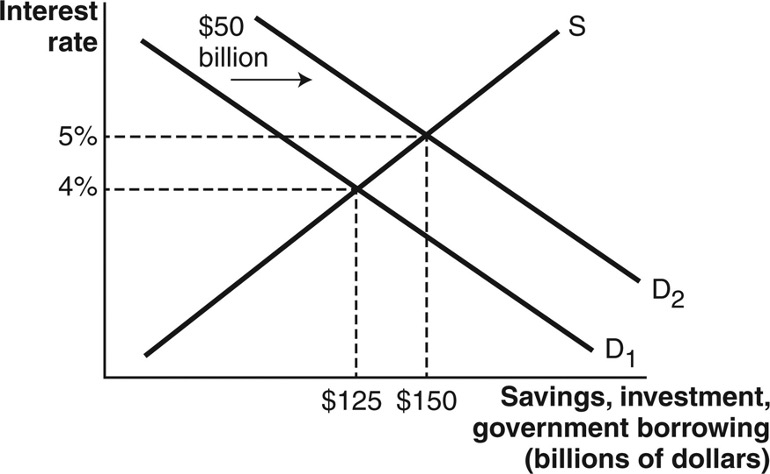 Interest
rate
$50
billion
S
5%
4%
D2
D1
$125
$150
Savings, investment,
government borrowing
(billions of dollars)